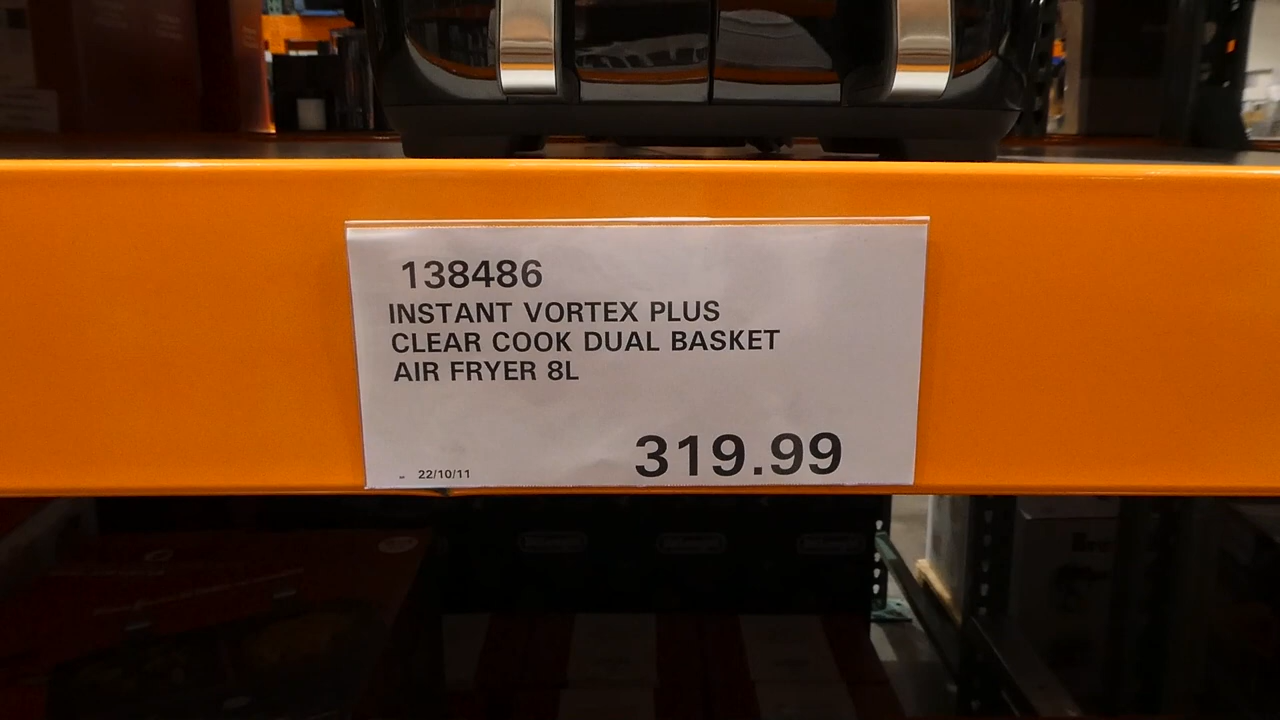 138486
INSTANT VORTEX PLUS
CLEAR COOK DUAL BASKET
AIR FRYER 8L
319.99
22/10/11